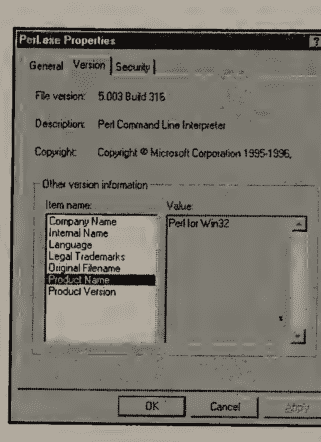 Perl.exe Properties ?
General Version Security
File version: 5.003 Build 316
Description: Perl Command Line Interpreter
Copyright: Copyright © Microsoft Corporation 1995-1996,
Other version information
Item name: Value:
Company Name Perl for Win32
Internal Name
Language
Legal Trademarks
Original Filename
Product Name
Product Version
OK Cancel Apply